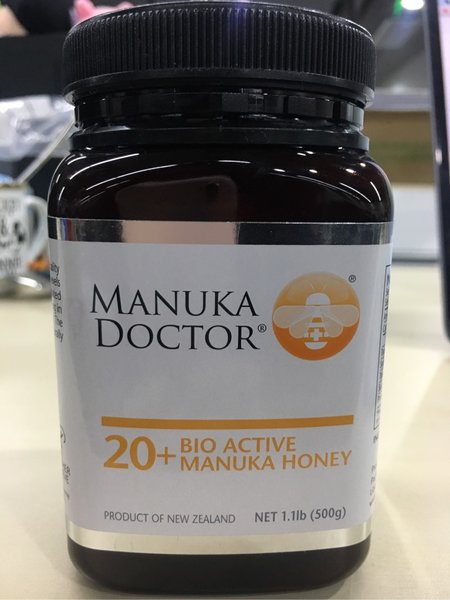 MANUKA
DOCTOR®
®
20+ BIO ACTIVE
MANUKA HONEY
PRODUCT OF NEW ZEALAND NET 1.1lb (500g)